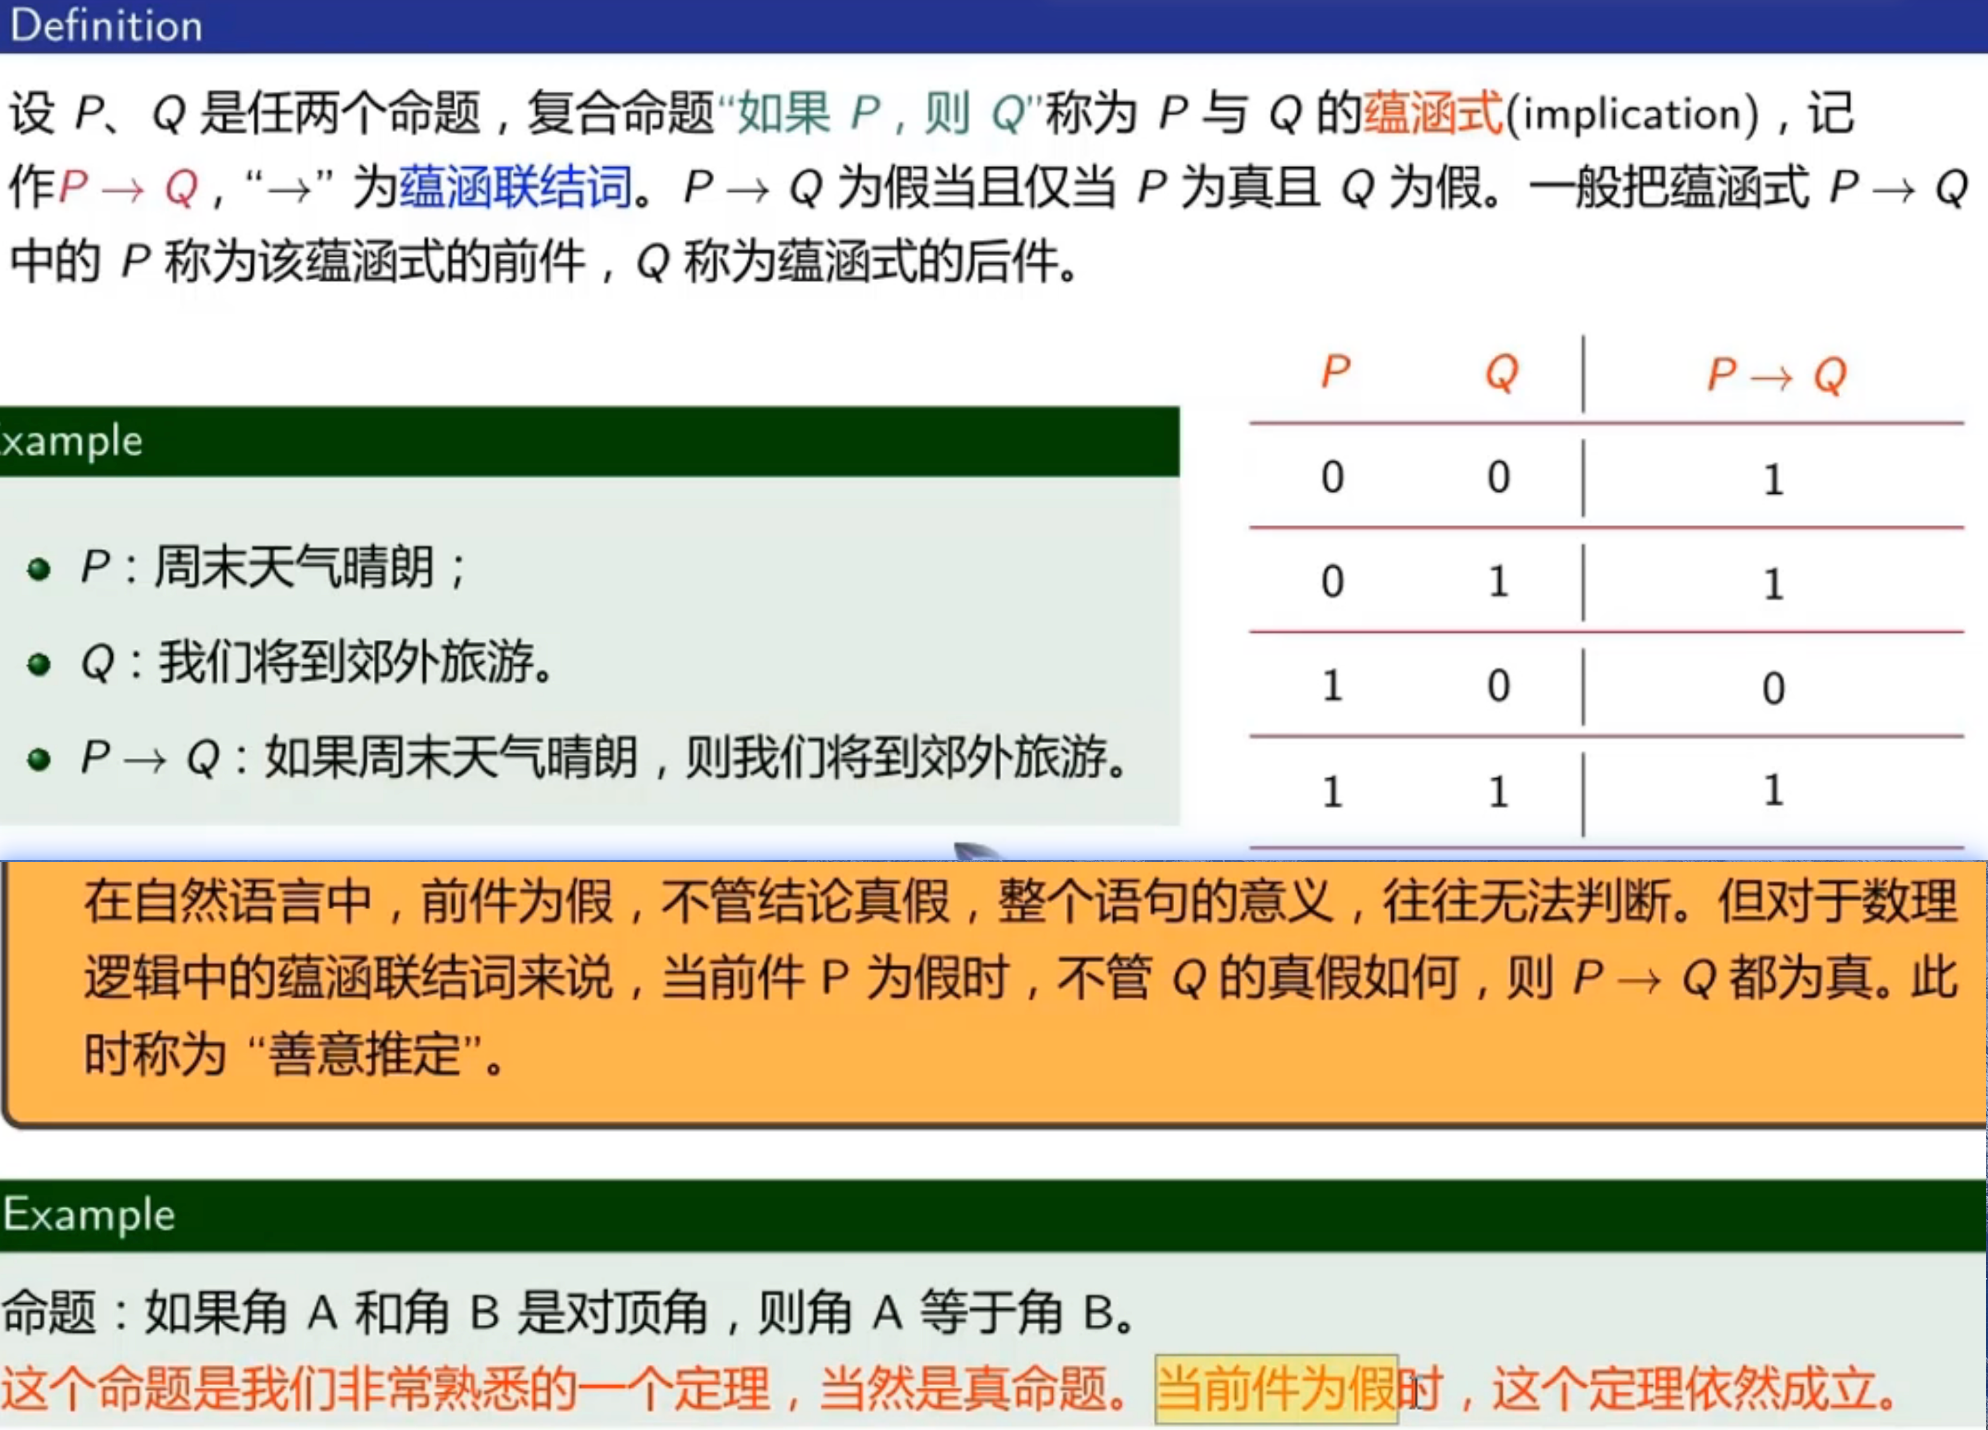 Definition
设 P、Q 是任两个命题，复合命题“如果 P，则 Q”称为 P 与 Q 的蕴涵式(implication)，记
作P → Q，“→” 为蕴涵联结词。P → Q 为假当且仅当 P 为真且 Q 为假。一般把蕴涵式 P → Q
中的 P 称为该蕴涵式的前件，Q 称为蕴涵式的后件。
xample
P：周末天气晴朗；
Q：我们将到郊外旅游。
P → Q：如果周末天气晴朗，则我们将到郊外旅游。
P Q P → Q
0 0 1
0 1 1
1 0 0
1 1 1
在自然语言中，前件为假，不管结论真假，整个语句的意义，往往无法判断。但对于数理
逻辑中的蕴涵联结词来说，当前件 P 为假时，不管 Q 的真假如何，则 P → Q 都为真。此
时称为 “善意推定”。
Example
命题：如果角 A 和角 B 是对顶角，则角 A 等于角 B。
这个命题是我们非常熟悉的一个定理，当然是真命题。当前件为假时，这个定理依然成立。